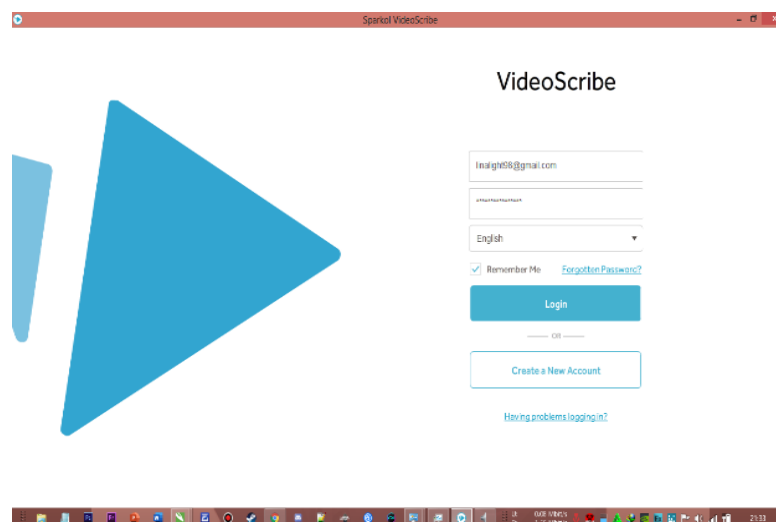 Sparkol VideoScribe
VideoScribe
linalight98@gmail.com
English
Remember Me Forgotten Password?
Login
OR
Create a New Account
Having problems logging in?